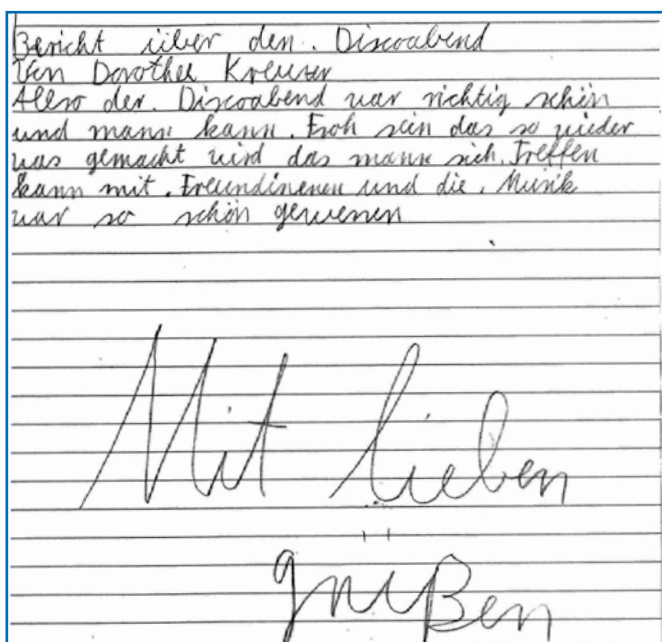 Bericht über den. Discoabend
Von Dorothee Kreuser
Allso der. Discoabend war richtig schön
und mann kann. Froh sein das so wieder
was gemacht wird das mann sich. Treffen
kann mit. Freundinenen und die. Musik
war so schön gewessen
Mit lieben
grüßen